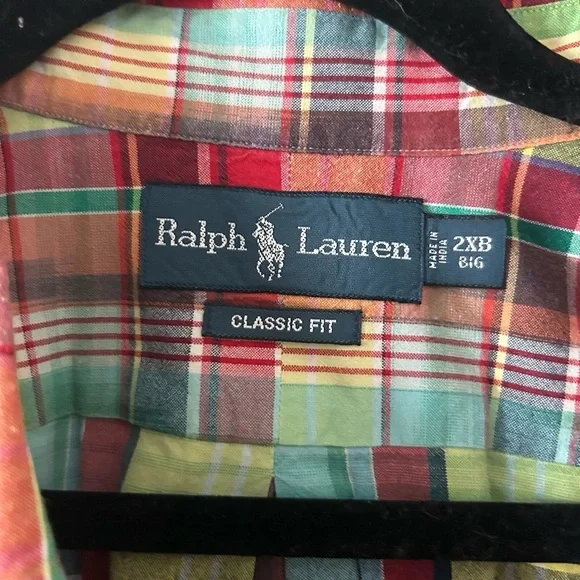 Ralph Lauren
MADE IN
INDIA
2XB
BIG
CLASSIC FIT